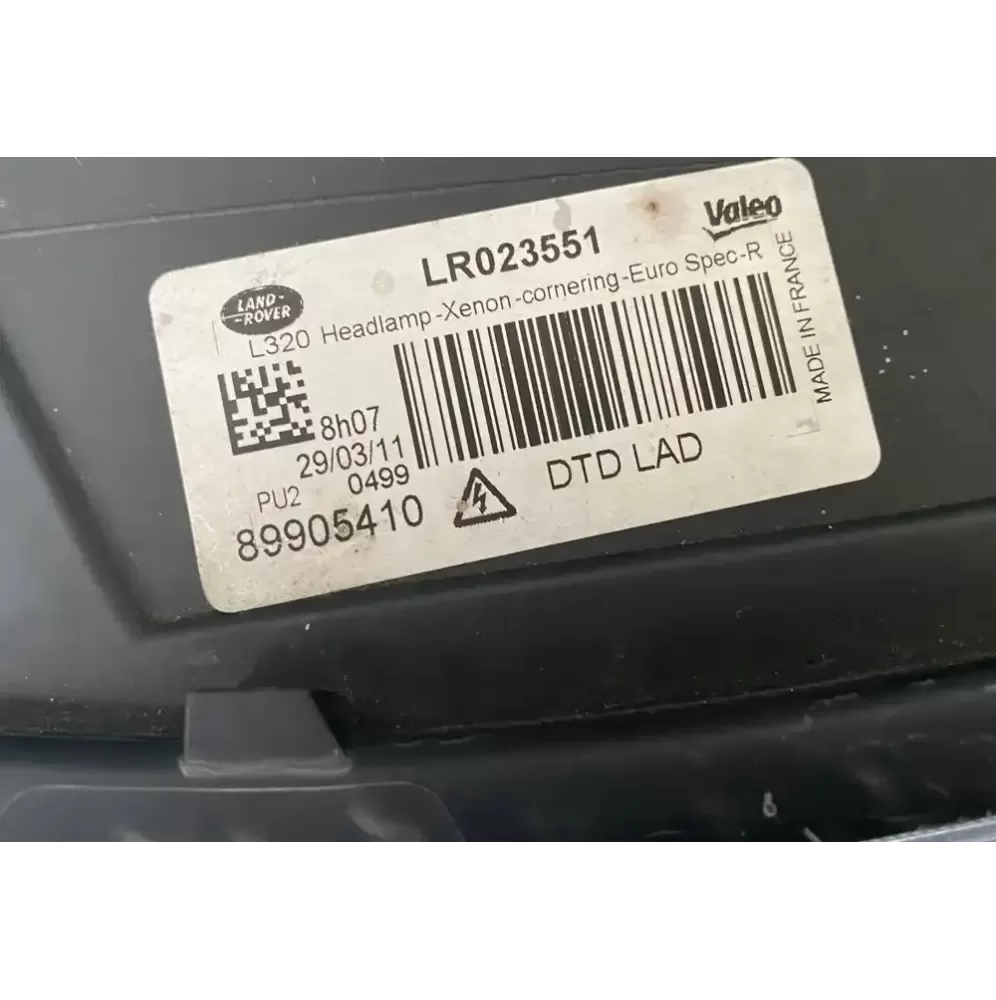 LR023551
Valeo
LAND-
-ROVER
L320 Headlamp-Xenon-cornering-Euro Spec-R
MADE IN FRANCE
8h07
29/03/11
PU2 0499
89905410
DTD LAD